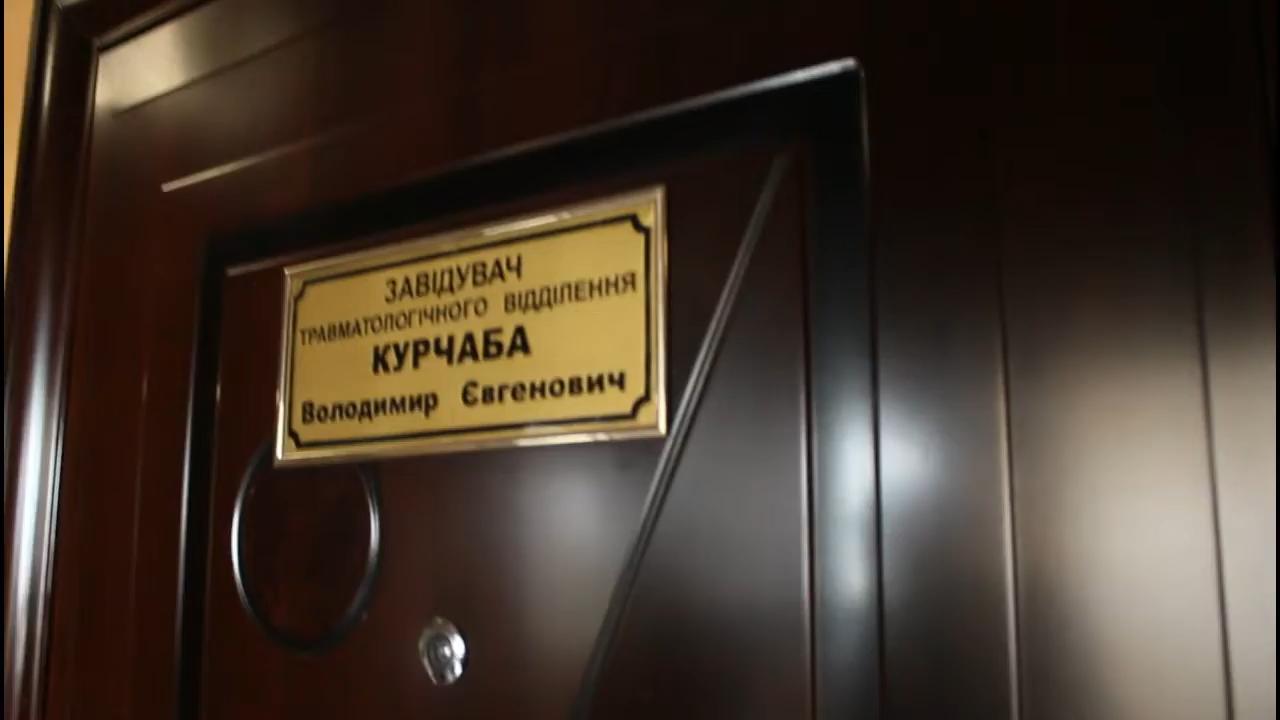 ЗАВІДУВАЧ
ТРАВМАТОЛОГІЧНОГО ВІДДІЛЕННЯ
КУРЧАБА
Володимир Євгенович